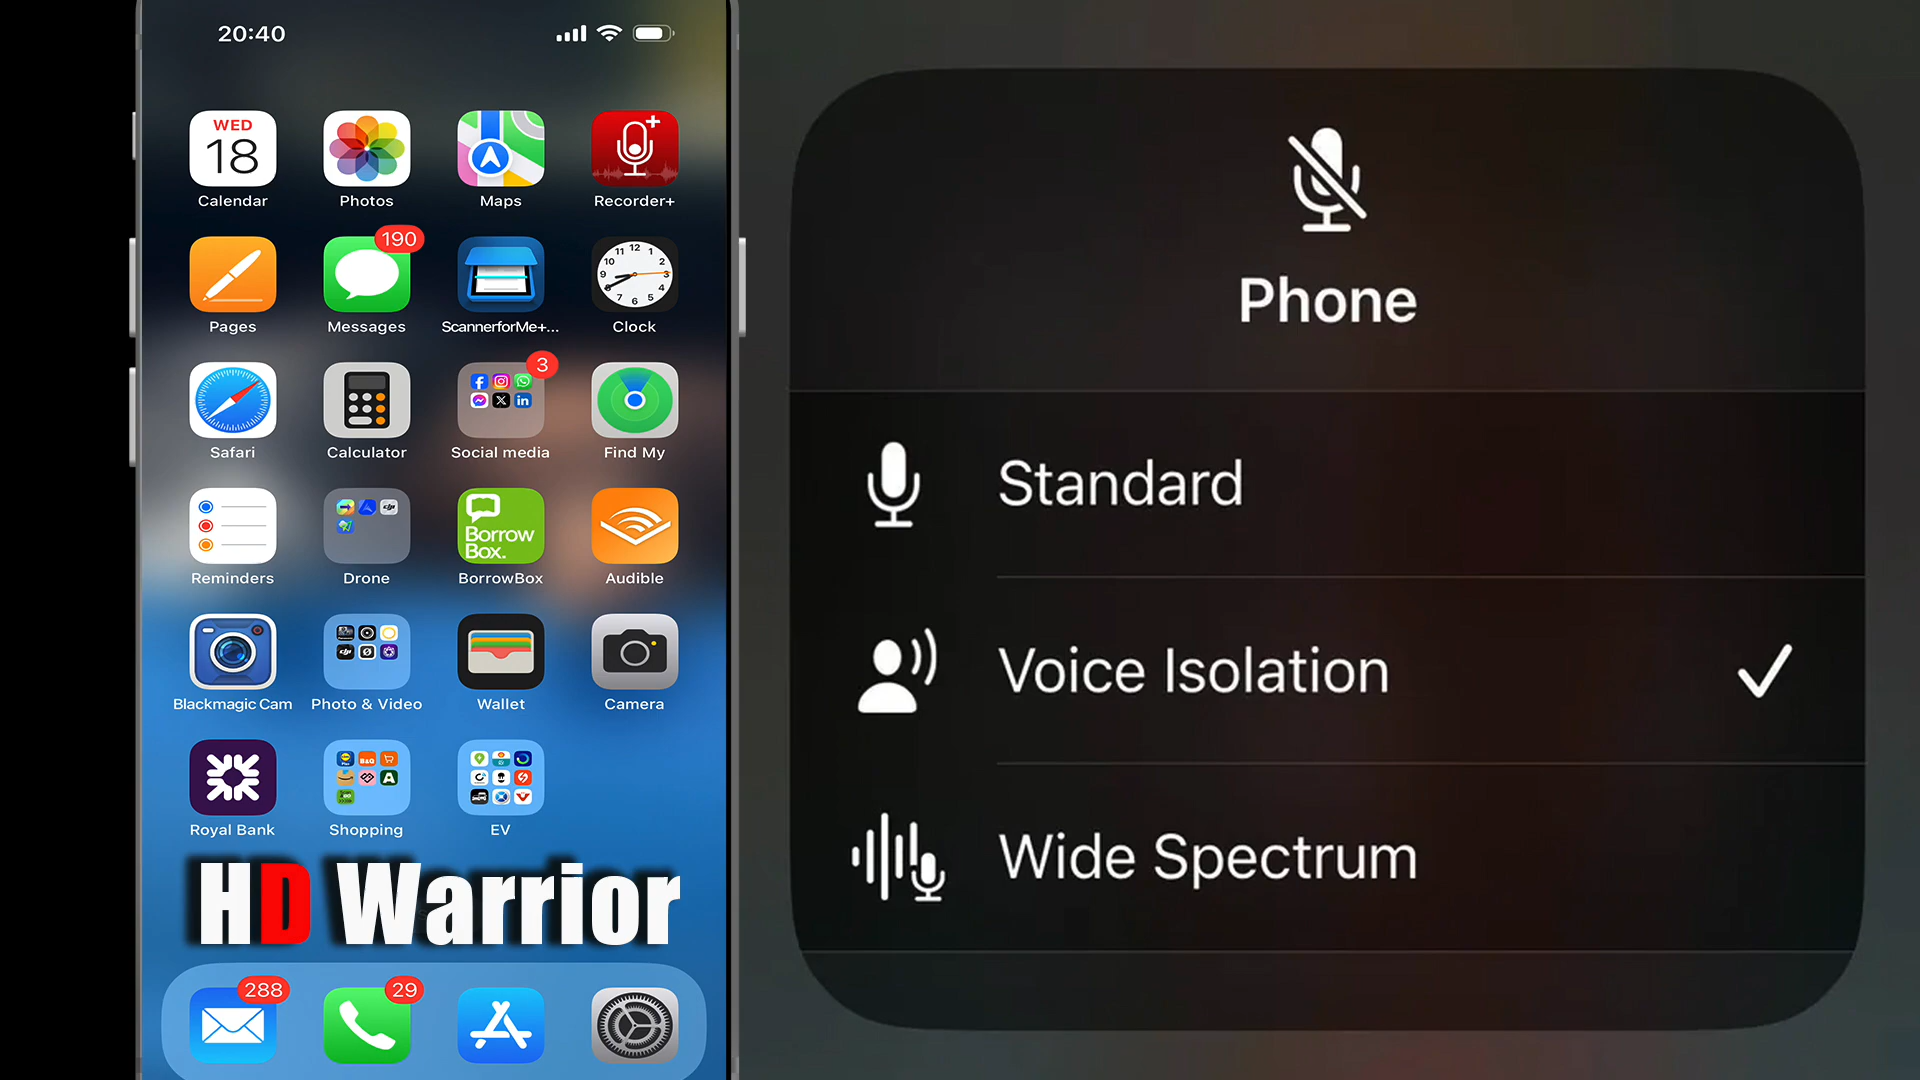 20:40
WED
18
Calendar
Photos
Maps
Recorder+
190
Pages
Messages
ScannerforMe+...
Clock
3
Safari
Calculator
Social media
Find My
Borrow
Box.
Reminders
Drone
BorrowBox
Audible
Blackmagic Cam
Photo & Video
Wallet
Camera
B&Q
Royal Bank
Shopping
EV
HD Warrior
288
29
Phone
Standard
Voice Isolation
Wide Spectrum